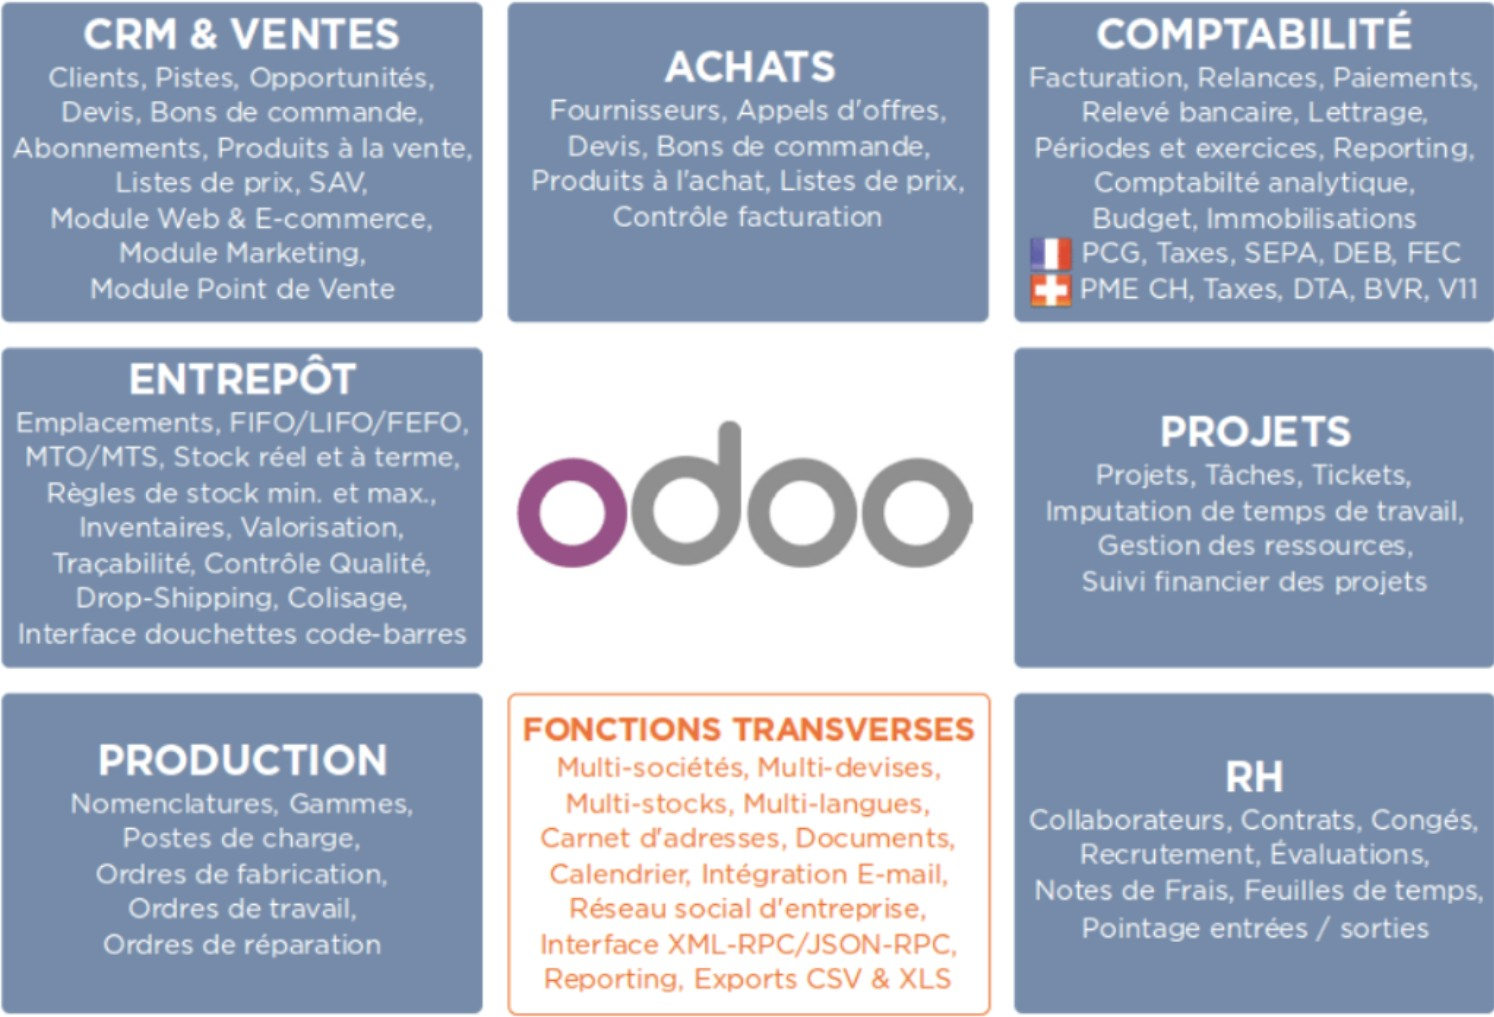 CRM & VENTES
Clients, Pistes, Opportunités,
Devis, Bons de commande,
Abonnements, Produits à la vente,
Listes de prix, SAV,
Module Web & E-commerce,
Module Marketing,
Module Point de Vente
ACHATS
Fournisseurs, Appels d'offres,
Devis, Bons de commande,
Produits à l'achat, Listes de prix,
Contrôle facturation
COMPTABILITÉ
Facturation, Relances, Paiements,
Relevé bancaire, Lettrage,
Périodes et exercices, Reporting,
Comptabilté analytique,
Budget, Immobilisations
PCG, Taxes, SEPA, DEB, FEC
PME CH, Taxes, DTA, BVR, V11
ENTREPÔT
Emplacements, FIFO/LIFO/FEFO,
MTO/MTS, Stock réel et à terme,
Règles de stock min. et max.,
Inventaires, Valorisation,
Traçabilité, Contrôle Qualité,
Drop-Shipping, Colisage,
Interface douchettes code-barres
odoo
PROJETS
Projets, Tâches, Tickets,
Imputation de temps de travail,
Gestion des ressources,
Suivi financier des projets
PRODUCTION
Nomenclatures, Gammes,
Postes de charge,
Ordres de fabrication,
Ordres de travail,
Ordres de réparation
FONCTIONS TRANSVERSES
Multi-sociétés, Multi-devises,
Multi-stocks, Multi-langues,
Carnet d'adresses, Documents,
Calendrier, Intégration E-mail,
Réseau social d'entreprise,
Interface XML-RPC/JSON-RPC,
Reporting, Exports CSV & XLS
RH
Collaborateurs, Contrats, Congés,
Recrutement, Évaluations,
Notes de Frais, Feuilles de temps,
Pointage entrées / sorties